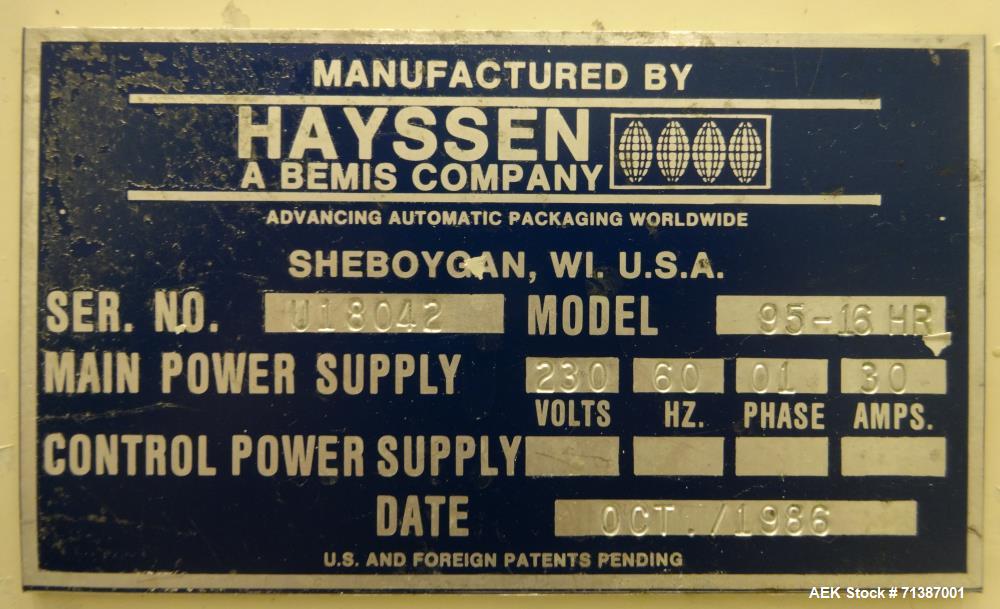 MANUFACTURED BY
HAYSSEN
A BEMIS COMPANY
ADVANCING AUTOMATIC PACKAGING WORLDWIDE
SHEBOYGAN, WI. U.S.A.
SER. NO. U18042 MODEL 95-16 HR
MAIN POWER SUPPLY 230 60 01 30
VOLTS HZ. PHASE AMPS.
CONTROL POWER SUPPLY
DATE OCT./1986
U.S. AND FOREIGN PATENTS PENDING
AEK Stock # 71387001